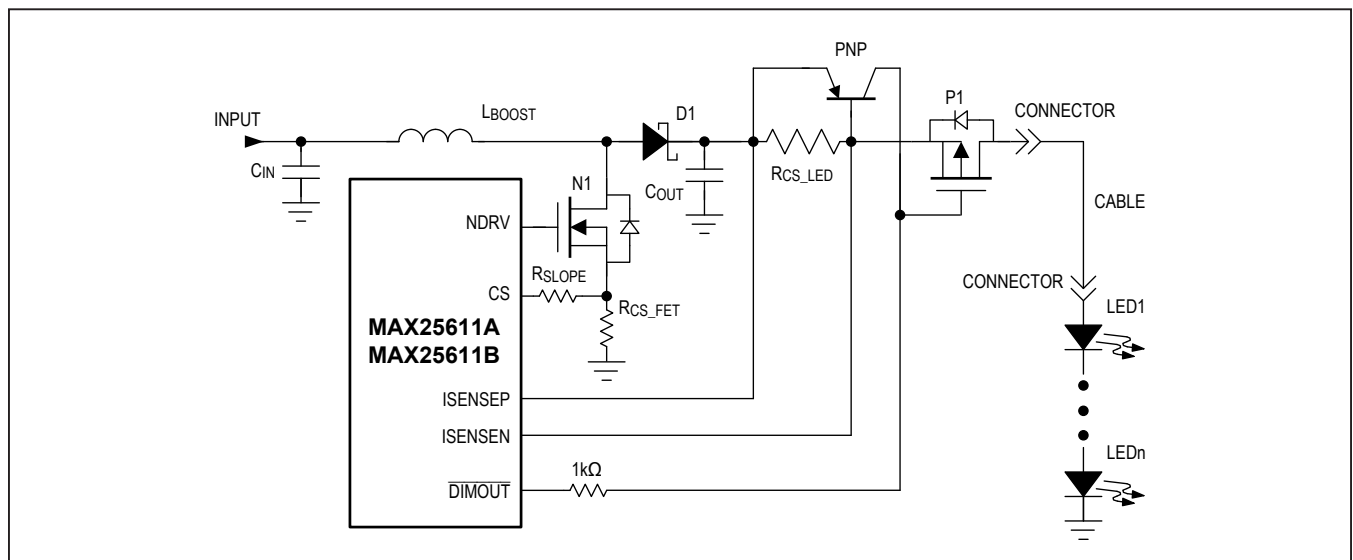 PNP
P1
CONNECTOR
INPUT
LBOOST
D1
CIN
COUT
RCS_LED
N1
NDRV
CABLE
RSLOPE
CS
RCS_FET
CONNECTOR
LED1
MAX25611A
MAX25611B
ISENSEP
ISENSEN
1kΩ
DIMOUT
LEDn